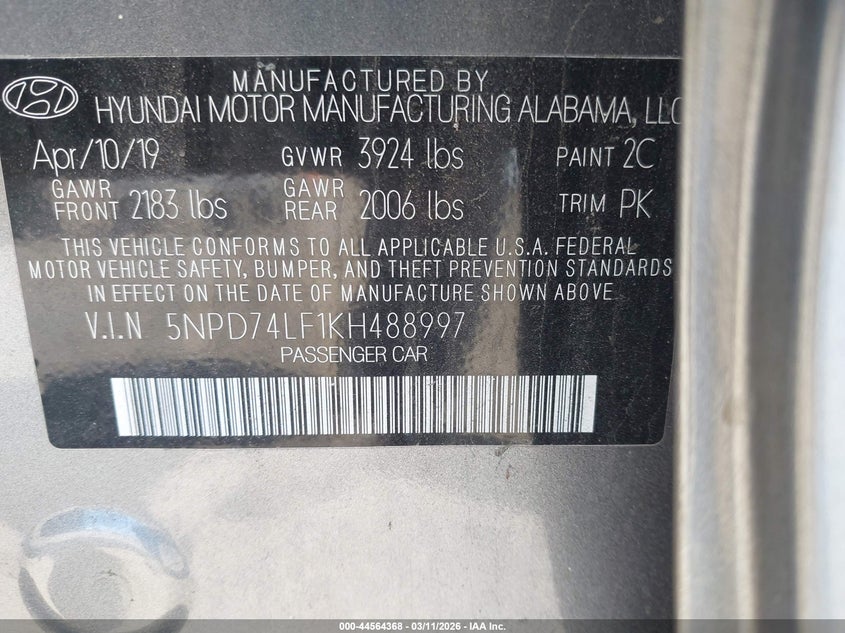 MANUFACTURED BY
HYUNDAI MOTOR MANUFACTURING ALABAMA, LLC
Apr/10/19 GVWR 3924 lbs PAINT 2C
GAWR FRONT 2183 lbs GAWR REAR 2006 lbs TRIM PK
THIS VEHICLE CONFORMS TO ALL APPLICABLE U.S.A. FEDERAL
MOTOR VEHICLE SAFETY, BUMPER, AND THEFT PREVENTION STANDARDS
IN EFFECT ON THE DATE OF MANUFACTURE SHOWN ABOVE
V.I.N 5NPD74LF1KH488997
PASSENGER CAR
000-44564368 | 03/11/2026 | IAA Inc.